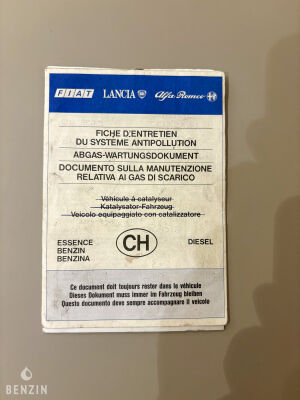 FIAT LANCIA Alfa Romeo
FICHE D'ENTRETIEN
DU SYSTEME ANTIPOLLUTION
ABGAS-WARTUNGSDOKUMENT
DOCUMENTO SULLA MANUTENZIONE
RELATIVA AI GAS DI SCARICO
Véhicule à catalyseur
Katalysator-Fahrzeug
Veicolo equipaggiato con catalizzatore
ESSENCE
BENZIN
BENZINA
CH
DIESEL
Ce document doit toujours rester dans le véhicule
Dieses Dokument muss immer im Fahrzeug bleiben
Questo documento deve sempre accompagnare il veicolo
BENZIN